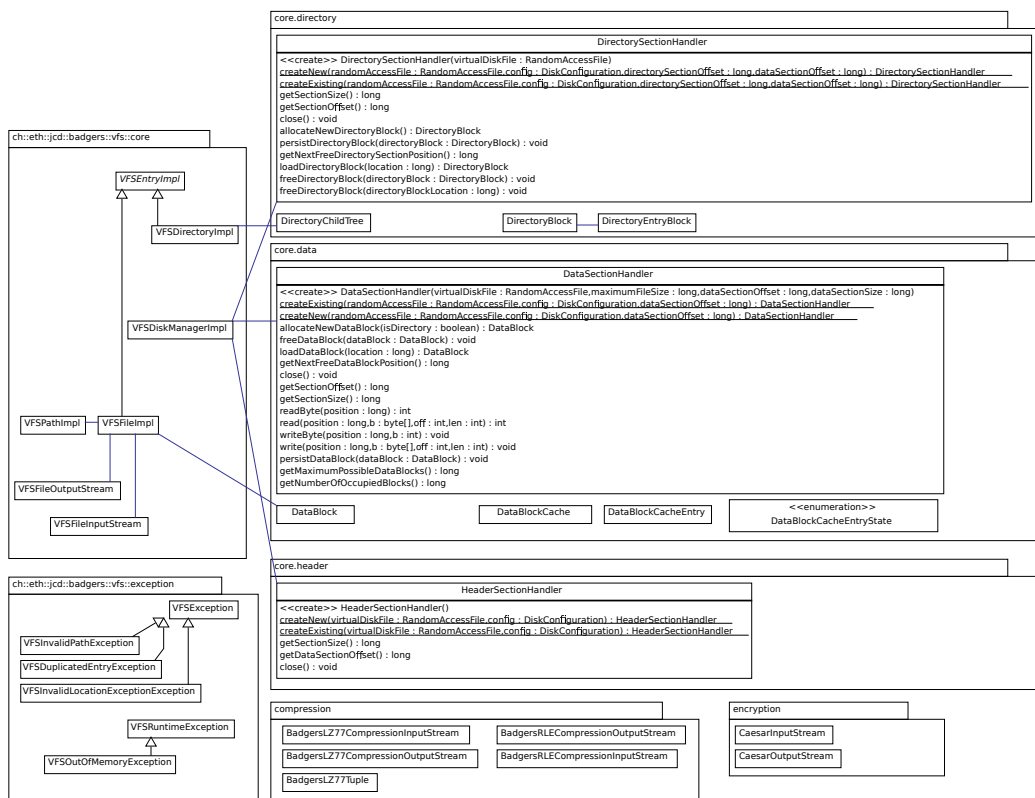 core.directory
DirectorySectionHandler
<<create>> DirectorySectionHandler(virtualDiskFile : RandomAccessFile)
createNew(randomAccessFile : RandomAccessFile,config : DiskConfiguration,directorySectionOffset : long,dataSectionOffset : long) : DirectorySectionHandler
createExisting(randomAccessFile : RandomAccessFile,config : DiskConfiguration,directorySectionOffset : long,dataSectionOffset : long) : DirectorySectionHandler
getSectionSize() : long
getSectionOffset() : long
close() : void
allocateNewDirectoryBlock() : DirectoryBlock
persistDirectoryBlock(directoryBlock : DirectoryBlock) : void
getNextFreeDirectorySectionPosition() : long
loadDirectoryBlock(location : long) : DirectoryBlock
freeDirectoryBlock(directoryBlock : DirectoryBlock) : void
freeDirectoryBlock(directoryBlockLocation : long) : void
DirectoryChildTree
DirectoryBlock
DirectoryEntryBlock
ch::eth::jcd::badgers::vfs::core
VFSEntryImpl
VFSDirectoryImpl
VFSDiskManagerImpl
VFSPathImpl
VFSFileImpl
VFSFileOutputStream
VFSFileInputStream
core.data
DataSectionHandler
<<create>> DataSectionHandler(virtualDiskFile : RandomAccessFile,maximumFileSize : long,dataSectionOffset : long,dataSectionSize : long)
createExisting(randomAccessFile : RandomAccessFile,config : DiskConfiguration,dataSectionOffset : long) : DataSectionHandler
createNew(randomAccessFile : RandomAccessFile,config : DiskConfiguration,dataSectionOffset : long) : DataSectionHandler
allocateNewDataBlock(isDirectory : boolean) : DataBlock
freeDataBlock(dataBlock : DataBlock) : void
loadDataBlock(location : long) : DataBlock
getNextFreeDataBlockPosition() : long
close() : void
getSectionOffset() : long
getSectionSize() : long
readByte(position : long) : int
read(position : long,b : byte[],off : int,len : int) : int
writeByte(position : long,b : int) : void
write(position : long,b : byte[],off : int,len : int) : void
persistDataBlock(dataBlock : DataBlock) : void
getMaximumPossibleDataBlocks() : long
getNumberOfOccupiedBlocks() : long
DataBlock
DataBlockCache
DataBlockCacheEntry
<<enumeration>>
DataBlockCacheEntryState
core.header
HeaderSectionHandler
<<create>> HeaderSectionHandler()
createNew(virtualDiskFile : RandomAccessFile,config : DiskConfiguration) : HeaderSectionHandler
createExisting(virtualDiskFile : RandomAccessFile,config : DiskConfiguration) : HeaderSectionHandler
getSectionSize() : long
getDataSectionOffset() : long
close() : void
ch::eth::jcd::badgers::vfs::exception
VFSException
VFSInvalidPathException
VFSDuplicatedEntryException
VFSInvalidLocationExceptionException
VFSRuntimeException
VFSOutOfMemoryException
compression
BadgersLZ77CompressionInputStream
BadgersRLECompressionOutputStream
BadgersLZ77CompressionOutputStream
BadgersRLECompressionInputStream
BadgersLZ77Tuple
encryption
CaesarInputStream
CaesarOutputStream